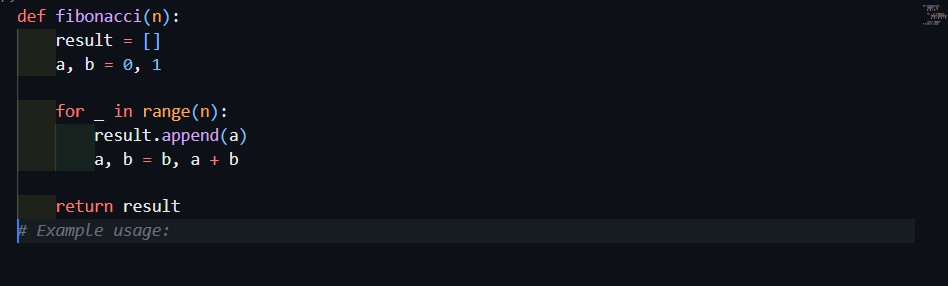 def fibonacci(n):
    result = []
    a, b = 0, 1

    for _ in range(n):
        result.append(a)
        a, b = b, a + b

    return result
# Example usage: